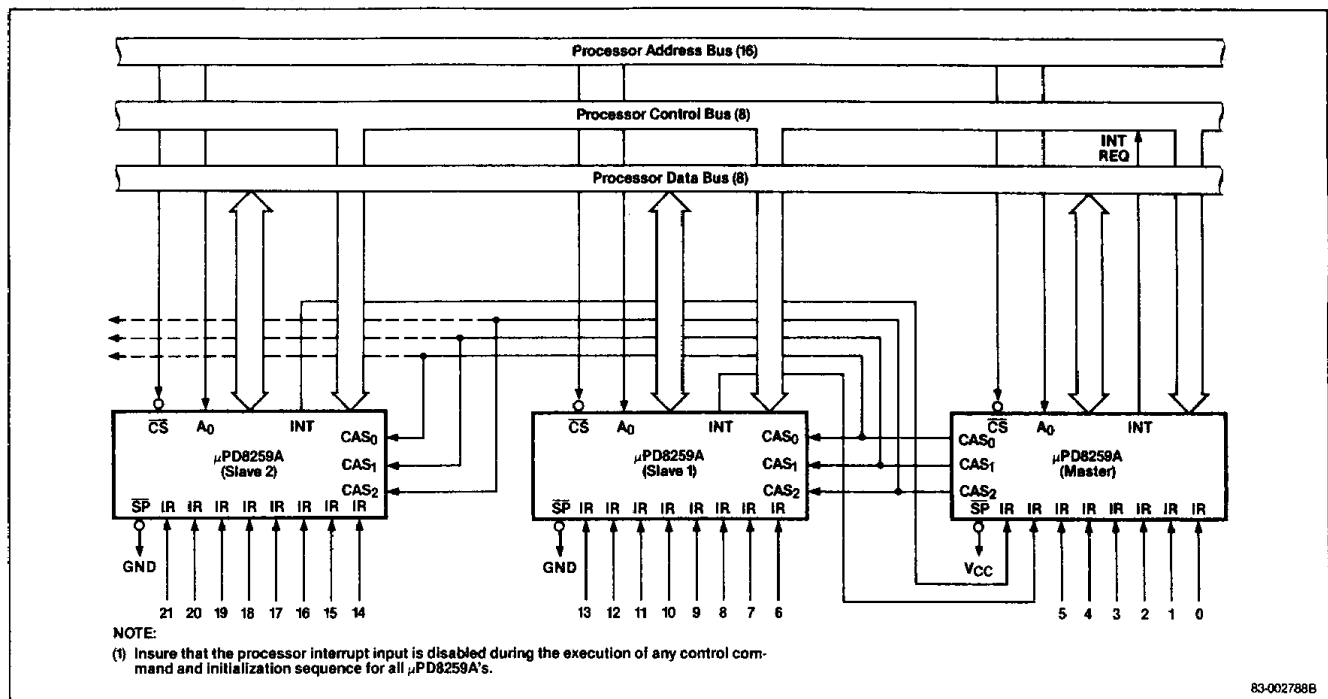 Processor Address Bus (16)
Processor Control Bus (8)
INT
REQ
Processor Data Bus (8)
CS A0 INT
CAS0
CAS1
CAS2
μPD8259A
(Slave 2)
SP IR IR IR IR IR IR IR IR
GND
21 20 19 18 17 16 15 14
CS A0 INT
CAS0
CAS1
CAS2
μPD8259A
(Slave 1)
SP IR IR IR IR IR IR IR IR
GND
13 12 11 10 9 8 7 6
CS A0 INT
CAS0
CAS1
CAS2
μPD8259A
(Master)
SP IR IR IR IR IR IR IR IR
VCC
5 4 3 2 1 0
NOTE:
(1) Insure that the processor interrupt input is disabled during the execution of any control com-
mand and initialization sequence for all μPD8259A's.
83-002788B